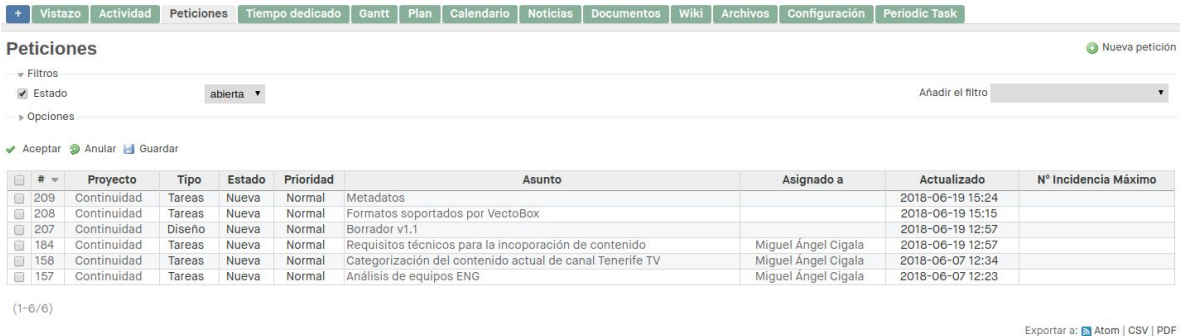 + Vistazo Actividad Peticiones Tiempo dedicado Gantt Plan Calendario Noticias Documentos Wiki Archivos Configuración Periodic Task
Peticiones Nueva petición
Filtros
Estado abierta Añadir el filtro
Opciones
Aceptar Anular Guardar
# Proyecto Tipo Estado Prioridad Asunto Asignado a Actualizado Nº Incidencia Máximo
209 Continuidad Tareas Nueva Normal Metadatos 2018-06-19 15:24
208 Continuidad Tareas Nueva Normal Formatos soportados por VectoBox 2018-06-19 15:15
207 Continuidad Diseño Nueva Normal Borrador v1.1 2018-06-19 12:57
184 Continuidad Tareas Nueva Normal Requisitos técnicos para la incoporación de contenido Miguel Ángel Cigala 2018-06-19 12:57
158 Continuidad Tareas Nueva Normal Categorización del contenido actual de canal Tenerife TV Miguel Ángel Cigala 2018-06-07 12:34
157 Continuidad Tareas Nueva Normal Análisis de equipos ENG Miguel Ángel Cigala 2018-06-07 12:23
(1-6/6)
Exportar a: Atom | CSV | PDF